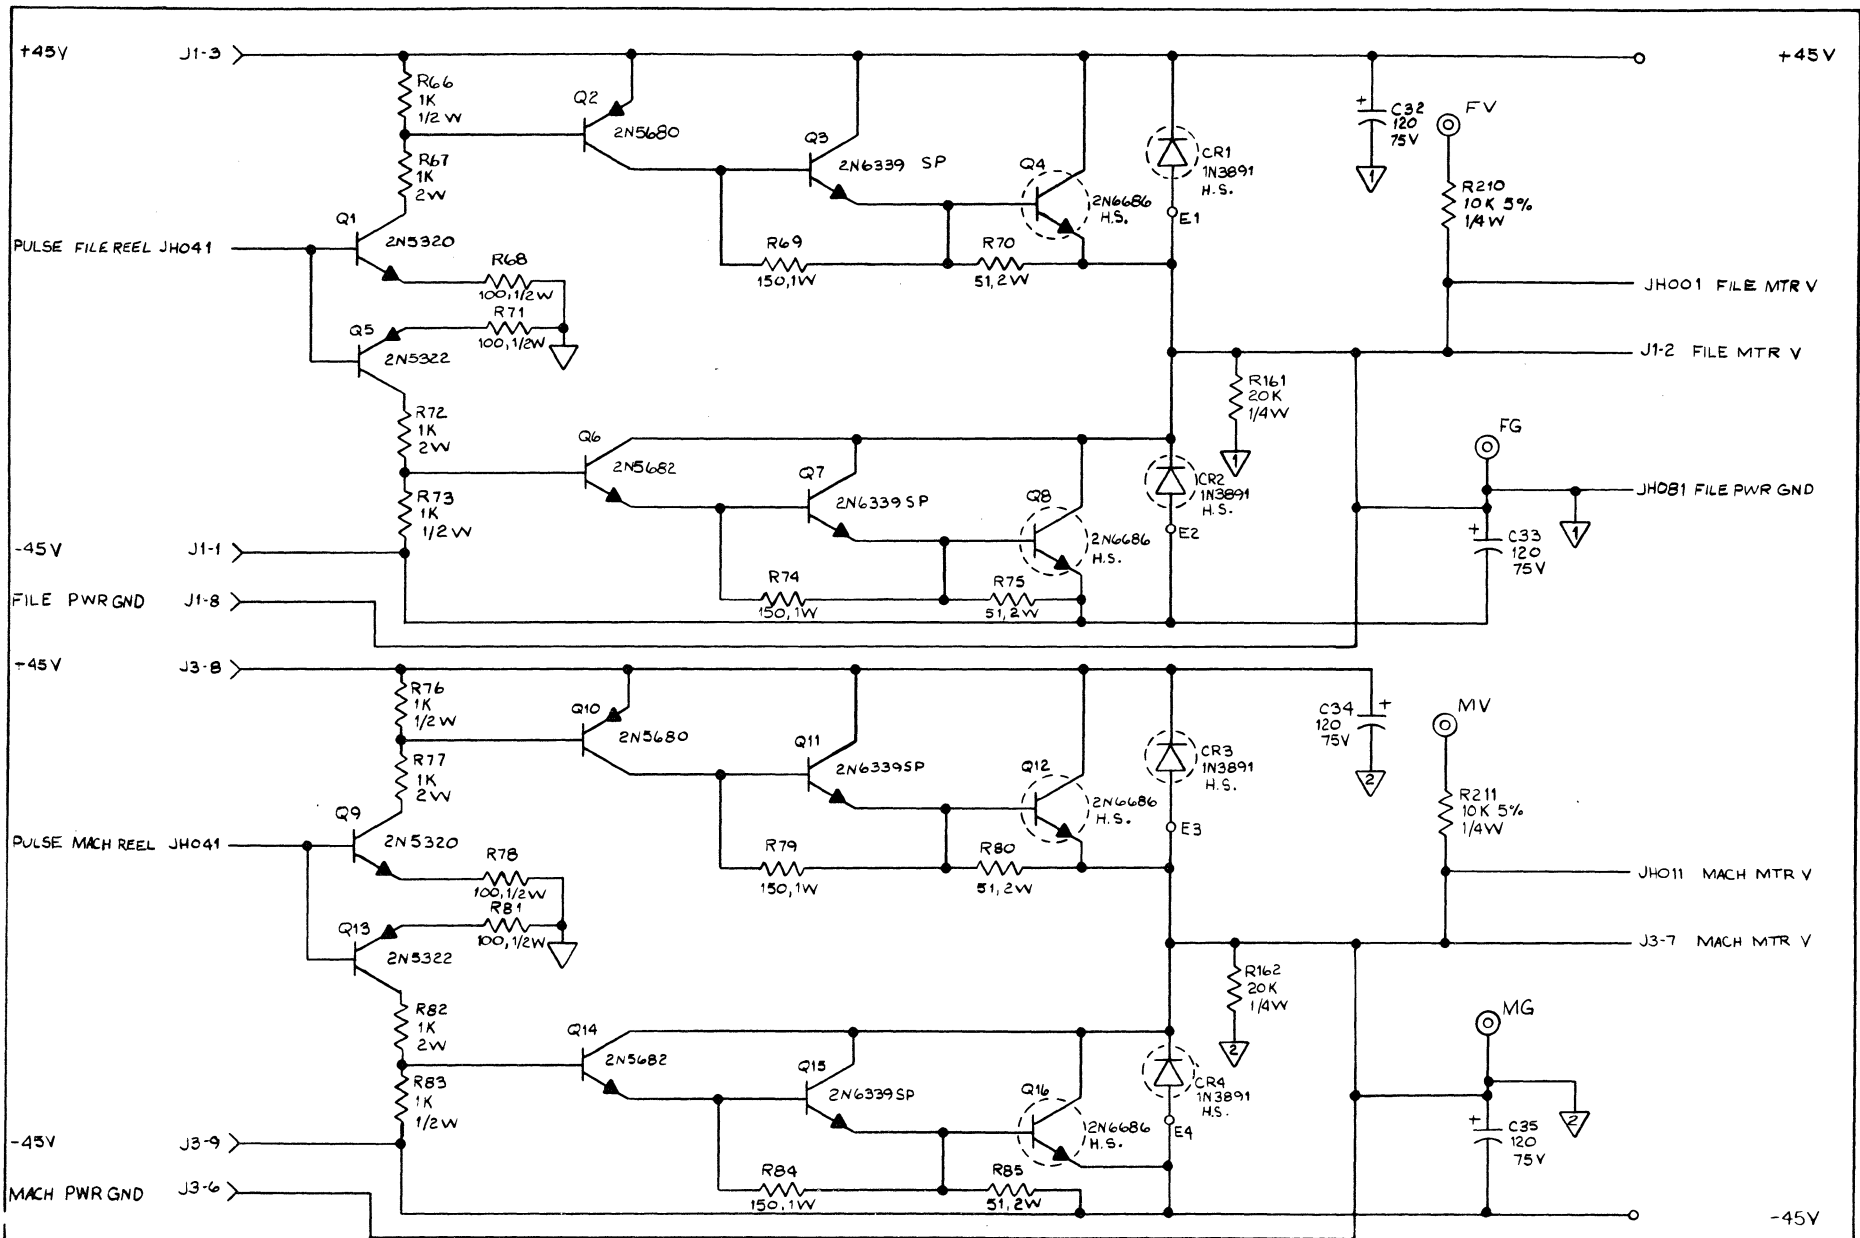 +45V J1-3 +45V
R66
1K
1/2 W
Q2
2N5680
Q3
2N6339 SP
Q4
2N6686
H.S.
CR1
1N3891
H.S.
E1
+
C32
120
75V
1
FV
R210
10K 5%
1/4W
R67
1K
2W
Q1
2N5320
PULSE FILE REEL JH041
R68
100,1/2W
R69
150,1W
R70
51,2W
JH001 FILE MTR V
J1-2 FILE MTR V
R71
100,1/2W
Q5
2N5322
R161
20K
1/4W
1
R72
1K
2W
Q6
2N5682
Q7
2N6339SP
Q8
2N6686
H.S.
CR2
1N3891
H.S.
E2
FG
JH081 FILE PWR GND
1
+
C33
120
75V
R73
1K
1/2W
-45V J1-1
R74
150,1W
R75
51,2W
FILE PWR GND J1-8
+45V J3-8
R76
1K
1/2W
Q10
2N5680
Q11
2N6339SP
Q12
2N6686
H.S.
CR3
1N3891
H.S.
E3
C34
120
75V
+
2
MV
R211
10K 5%
1/4W
R77
1K
2W
Q9
2N5320
PULSE MACH REEL JH041
R78
100,1/2W
R79
150,1W
R80
51,2W
JH011 MACH MTR V
J3-7 MACH MTR V
R81
100,1/2W
Q13
2N5322
R162
20K
1/4W
2
R82
1K
2W
Q14
2N5682
Q15
2N6339SP
Q16
2N6686
H.S.
CR4
1N3891
H.S.
E4
MG
2
+
C35
120
75V
R83
1K
1/2W
-45V J3-9
R84
150,1W
R85
51,2W
MACH PWR GND J3-6
-45V